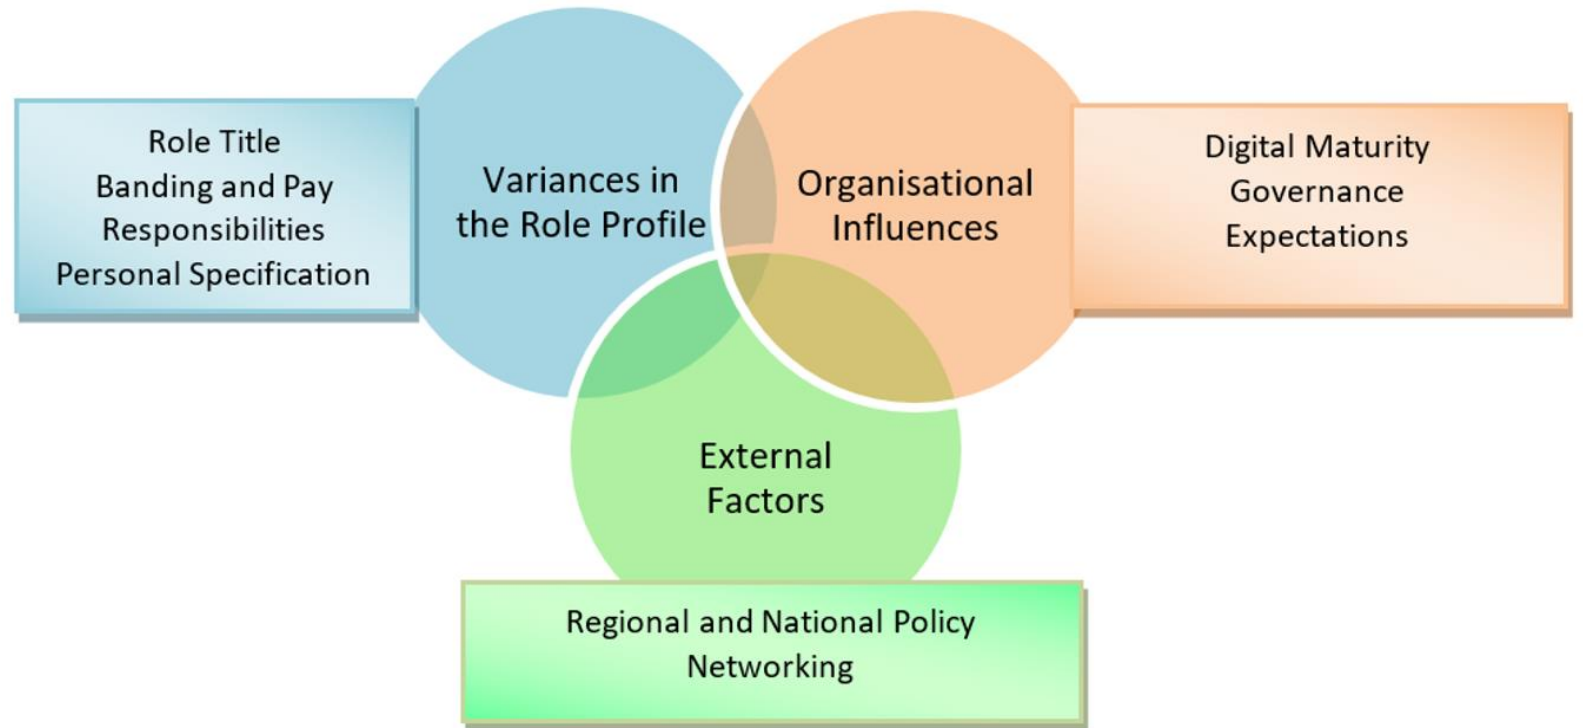 Role Title
Banding and Pay
Responsibilities
Personal Specification
Variances in
the Role Profile
Organisational
Influences
Digital Maturity
Governance
Expectations
External
Factors
Regional and National Policy
Networking